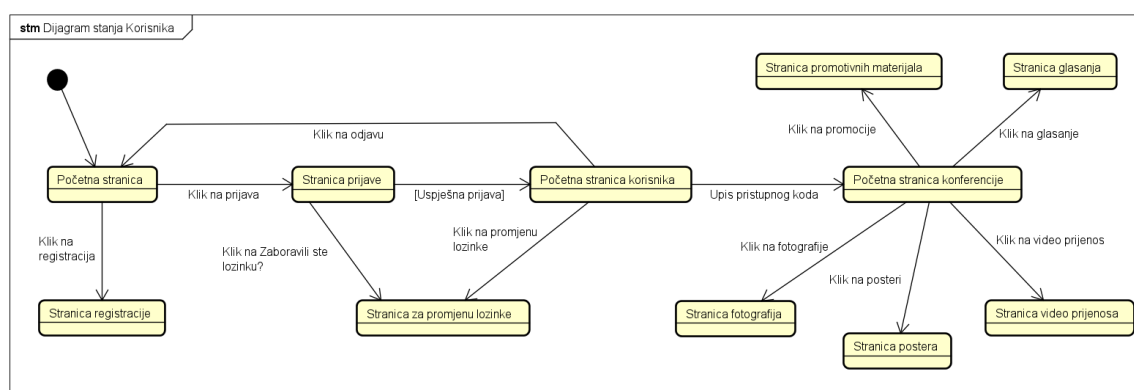 stm Dijagram stanja Korisnika
Stranica promotivnih materijala
Stranica glasanja
Klik na odjavu
Klik na promocije
Klik na glasanje
Početna stranica
Klik na prijava
Stranica prijave
[Uspješna prijava]
Početna stranica korisnika
Upis pristupnog koda
Početna stranica konferencije
Klik na
registracija
Klik na Zaboravili ste
lozinku?
Klik na promjenu
lozinke
Klik na fotografije
Klik na posteri
Klik na video prijenos
Stranica registracije
Stranica za promjenu lozinke
Stranica fotografija
Stranica postera
Stranica video prijenosa